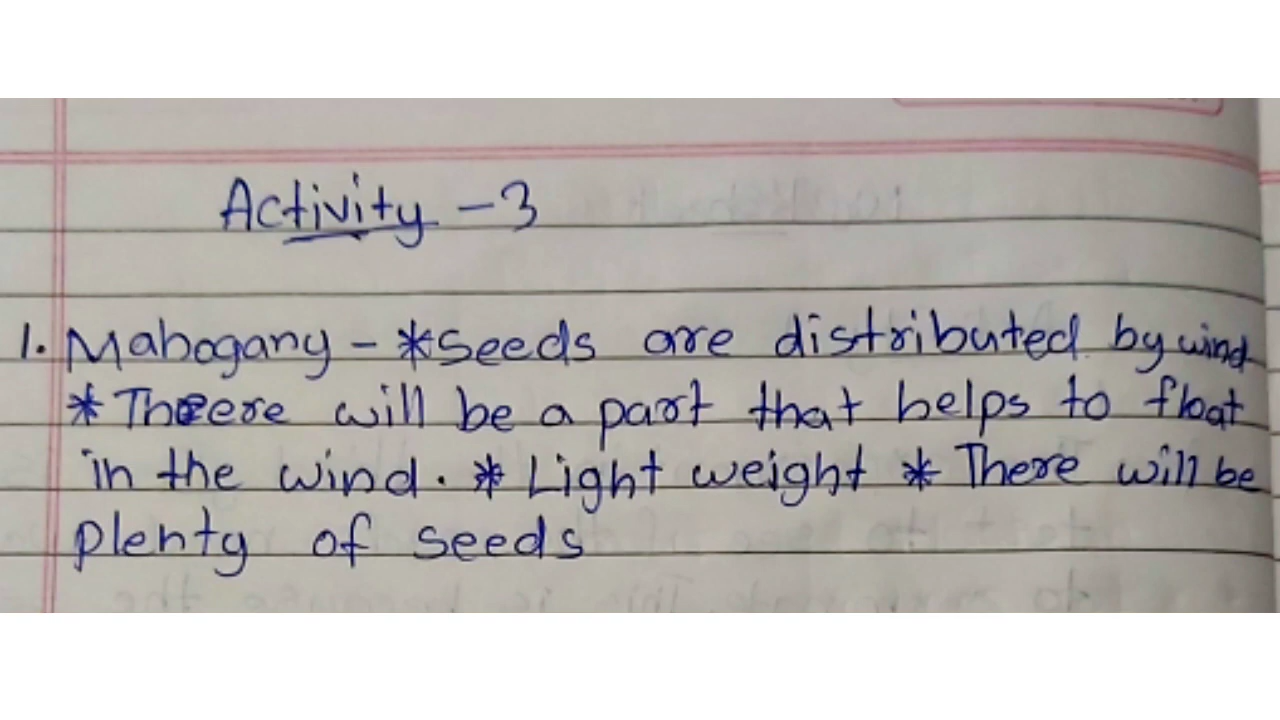 Activity - 3
1. Mahogany - * Seeds are distributed by wind
* There will be a part that helps to float
in the wind. * Light weight * There will be
plenty of seeds